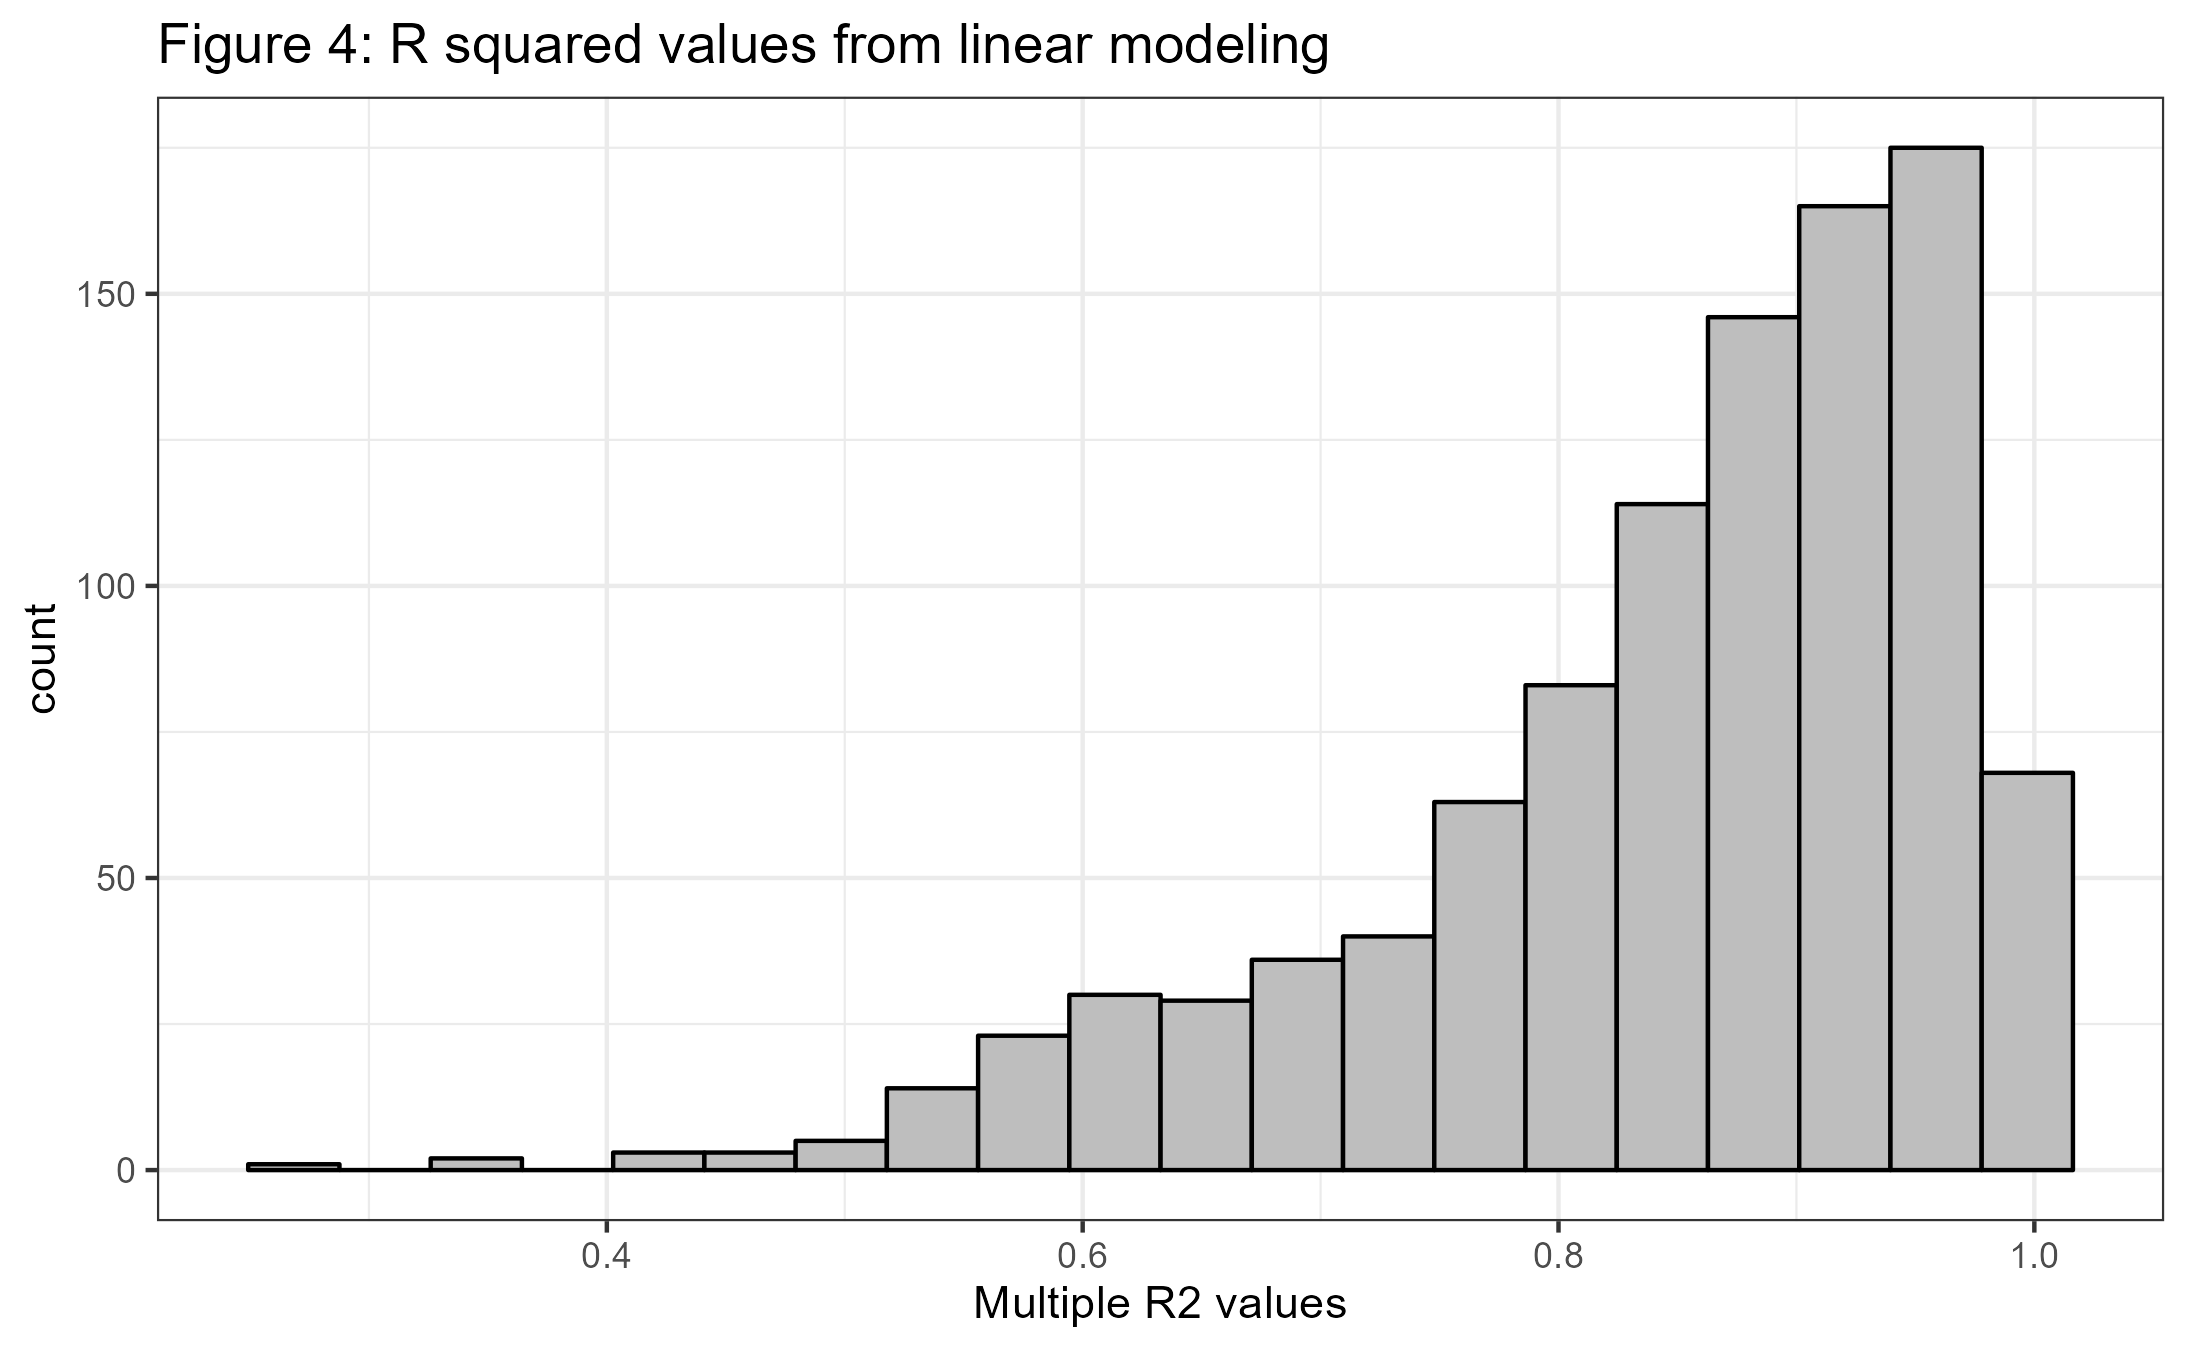 Figure 4: R squared values from linear modeling
150
100
50
0
count
0.4 0.6 0.8 1.0
Multiple R2 values